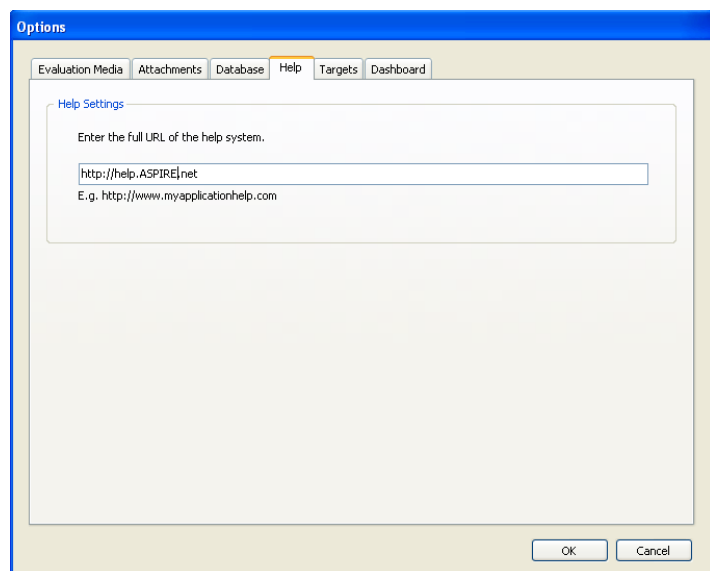 Options
Evaluation Media Attachments Database Help Targets Dashboard
Help Settings
Enter the full URL of the help system.
http://help.ASPIRE.net
E.g. http://www.myapplicationhelp.com
OK Cancel